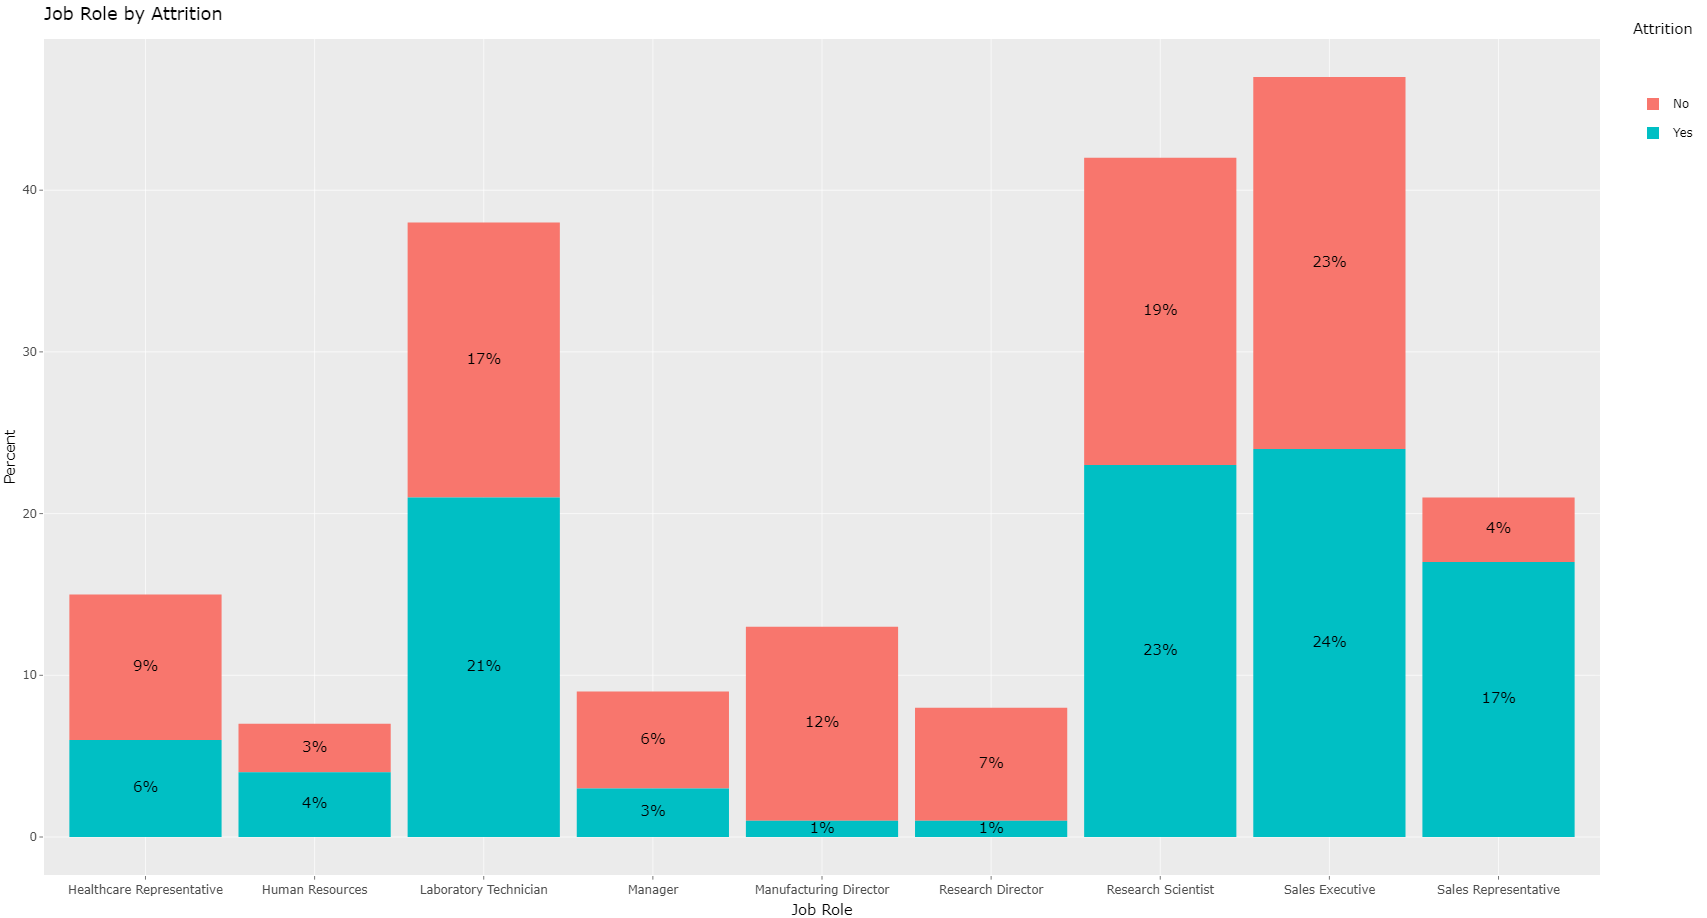 Job Role by Attrition
Attrition
No
Yes
Percent
40
30
20
10
0
9%
6%
3%
4%
17%
21%
6%
3%
12%
1%
7%
1%
19%
23%
23%
24%
4%
17%
Healthcare Representative
Human Resources
Laboratory Technician
Manager
Manufacturing Director
Research Director
Research Scientist
Sales Executive
Sales Representative
Job Role